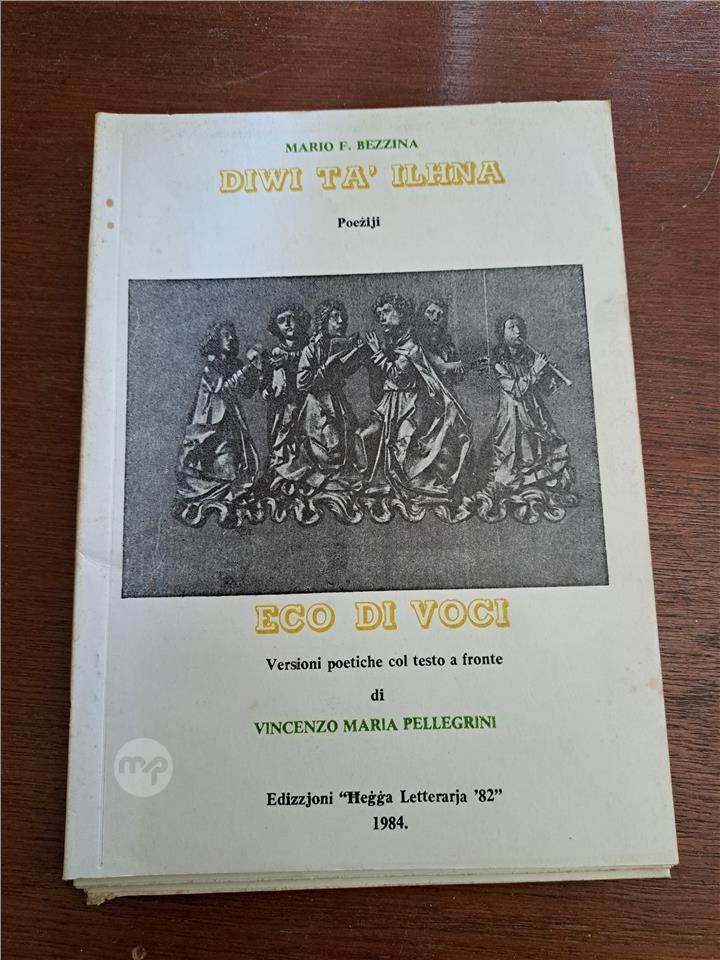 MARIO F. BEZZINA
DIWI TA' ILHNA
Poeżiji
ECO DI VOCI
Versioni poetiche col testo a fronte
di
VINCENZO MARIA PELLEGRINI
Edizzjoni “Ħeġġa Letterarja '82”
1984.
mp